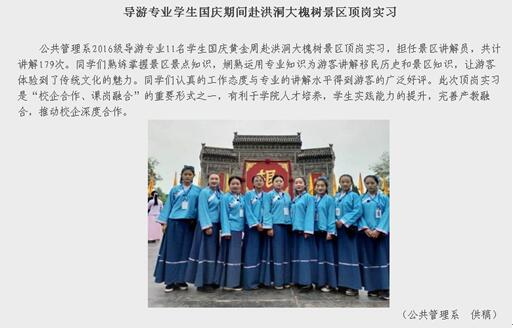 导游专业学生国庆期间赴洪洞大槐树景区顶岗实习
公共管理系2016级导游专业11名学生国庆黄金周赴洪洞大槐树景区顶岗实习，担任景区讲解员，共计
讲解179次。同学们熟练掌握景区景点知识，娴熟运用专业知识为游客讲解移民历史和景区知识，让游客
体验到了传统文化的魅力。同学们认真的工作态度与专业的讲解水平得到游客的广泛好评。此次顶岗实习
是“校企合作、课岗融合”的重要形式之一，有利于学院人才培养，学生实践能力的提升，完善产教融
合，推动校企深度合作。
根
（公共管理系 供稿）